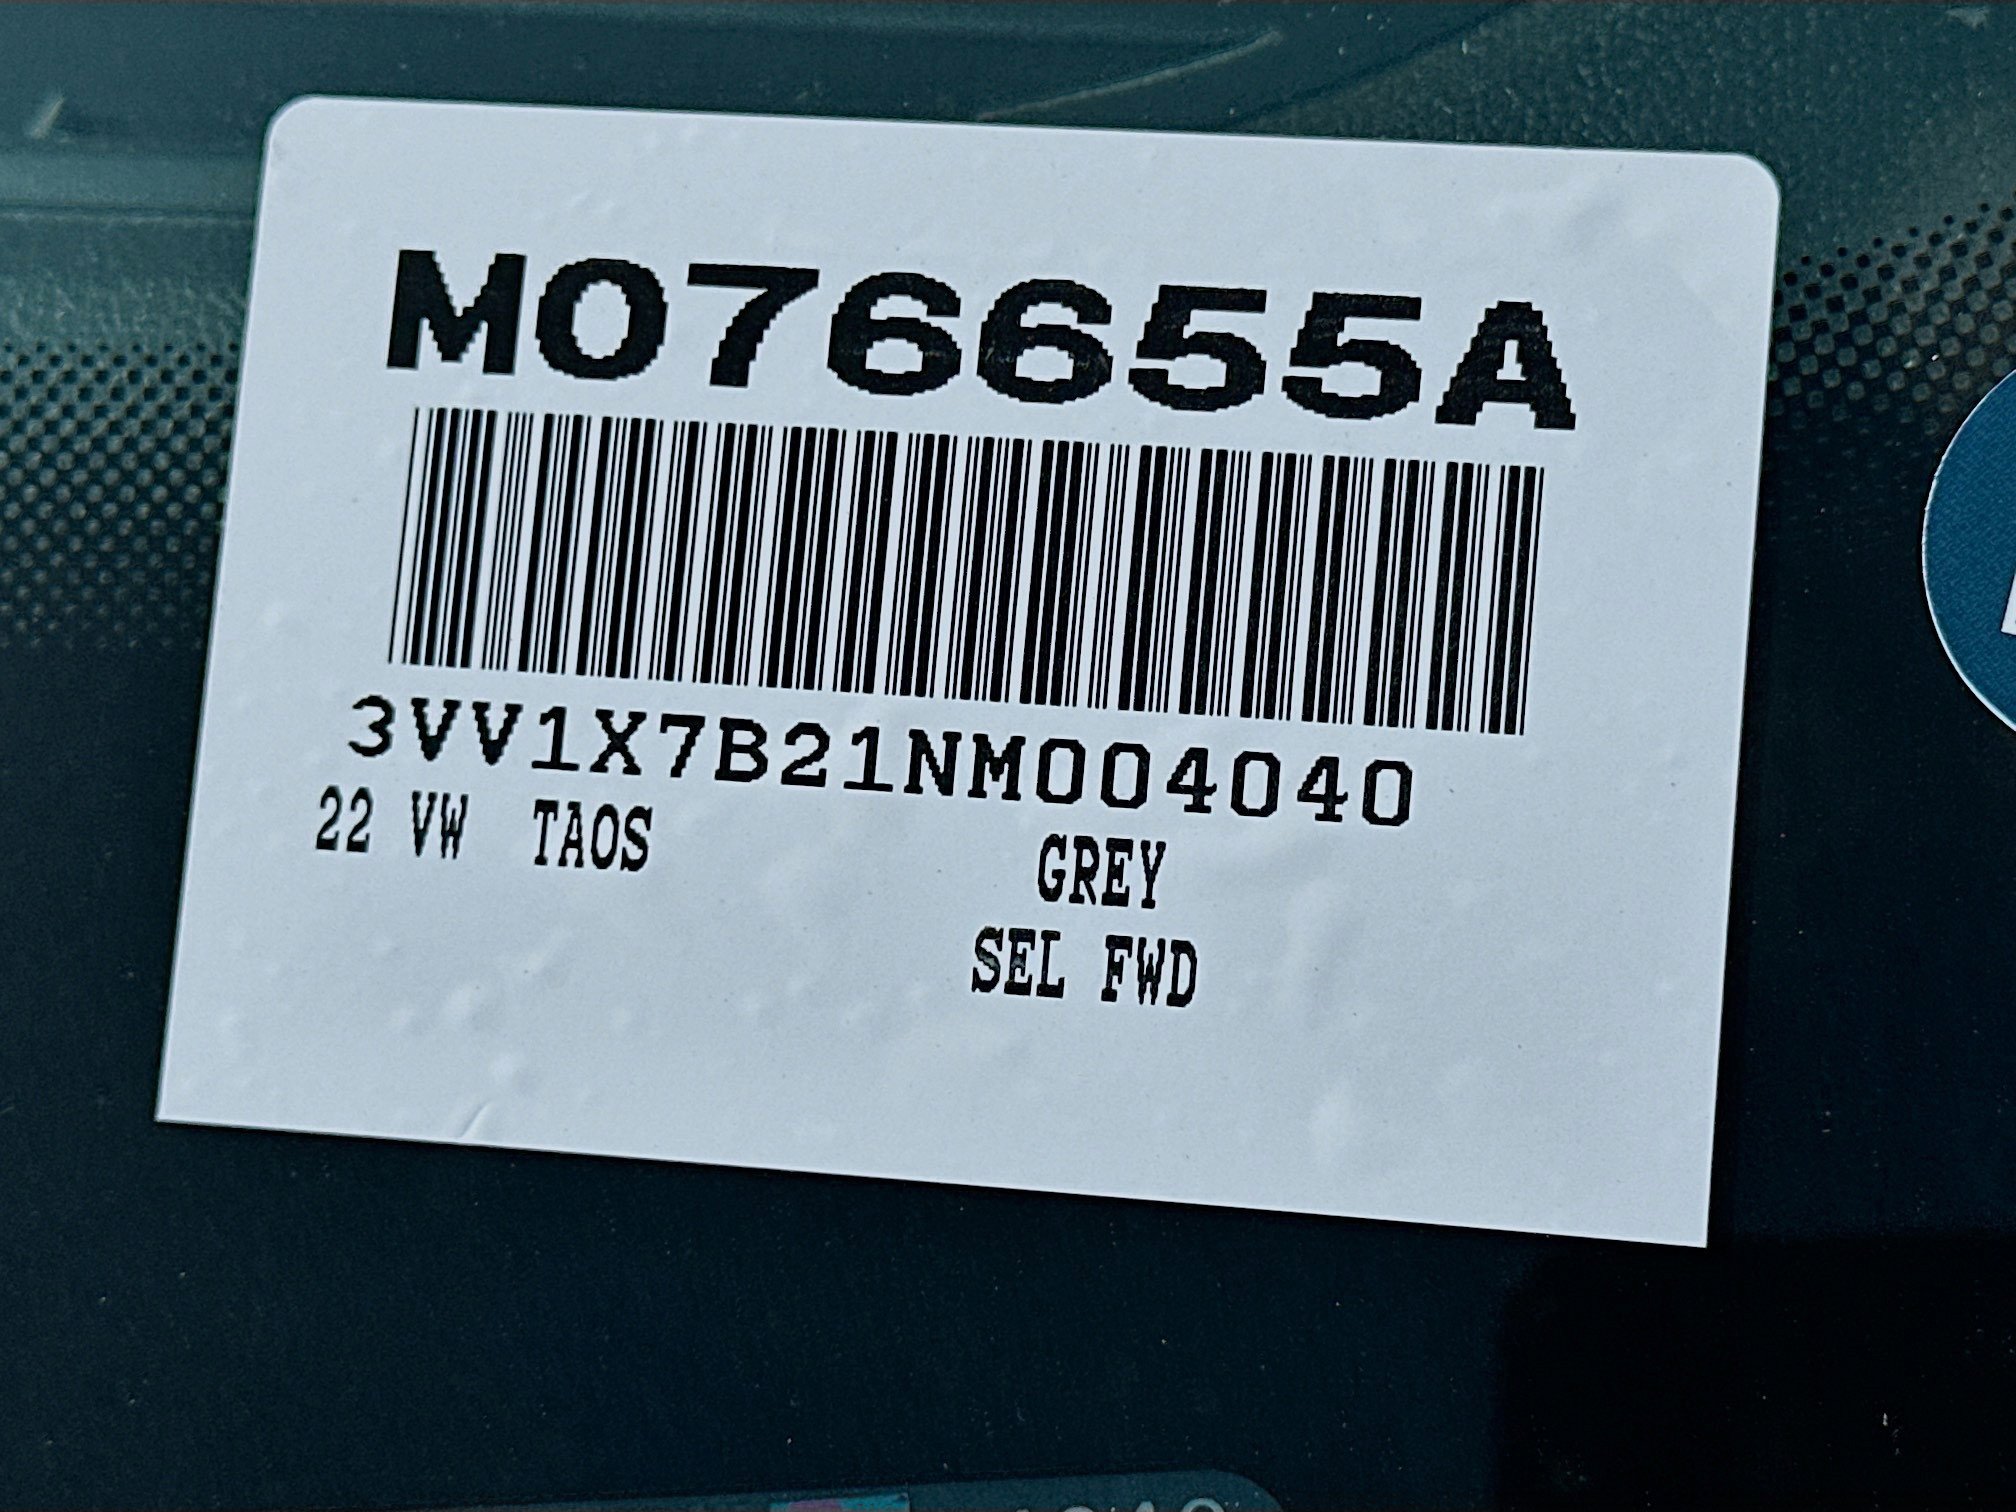 M076655A
3VV1X7B21NM004040
22 VW TAOS GREY
SEL FWD